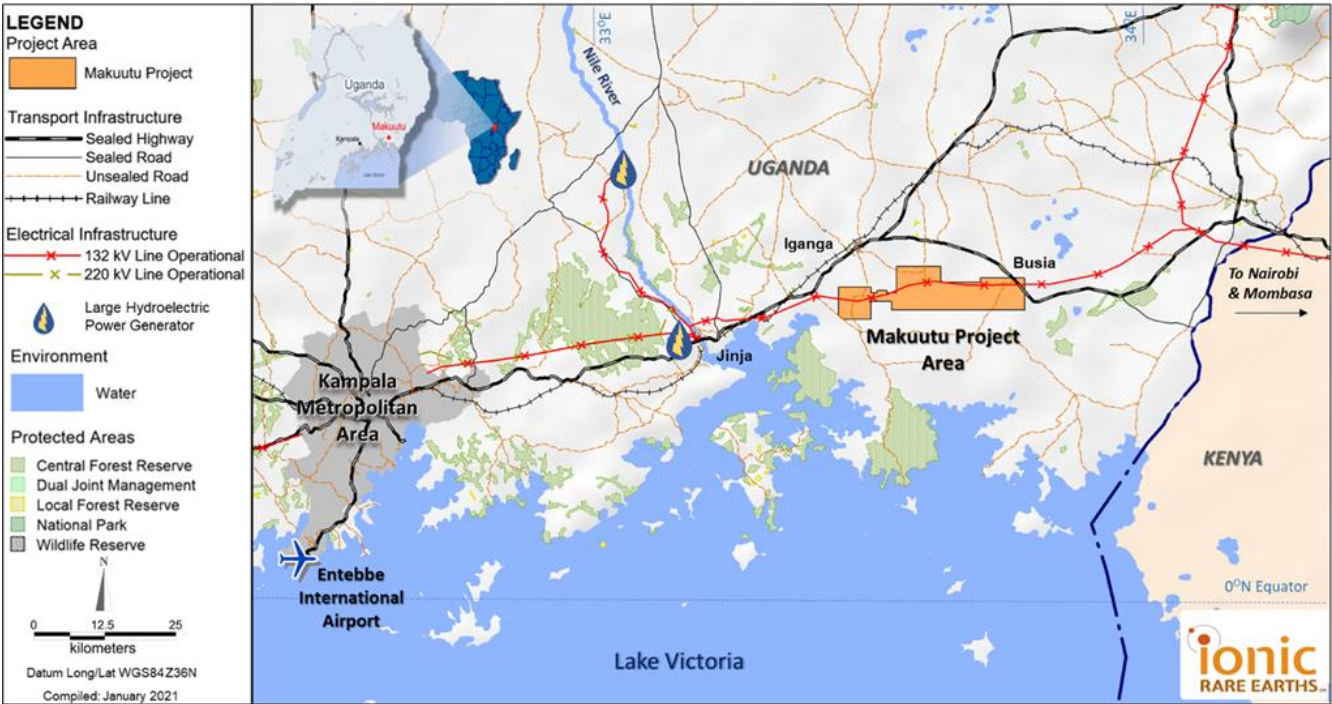 LEGEND
Project Area
Makuutu Project
Transport Infrastructure
Sealed Highway
Sealed Road
Unsealed Road
Railway Line
Electrical Infrastructure
132 kV Line Operational
220 kV Line Operational
Large Hydroelectric
Power Generator
Environment
Water
Protected Areas
Central Forest Reserve
Dual Joint Management
Local Forest Reserve
National Park
Wildlife Reserve
N
0 12.5 25
kilometers
Datum Long/Lat WGS84Z36N
Compiled: January 2021
Uganda
Kampala
Makuutu
33°E
34°E
Nile River
UGANDA
Iganga
Busia
To Nairobi
& Mombasa
Makuutu Project
Area
Jinja
Kampala
Metropolitan
Area
KENYA
Entebbe
International
Airport
0°N Equator
Lake Victoria
ionic
RARE EARTHS